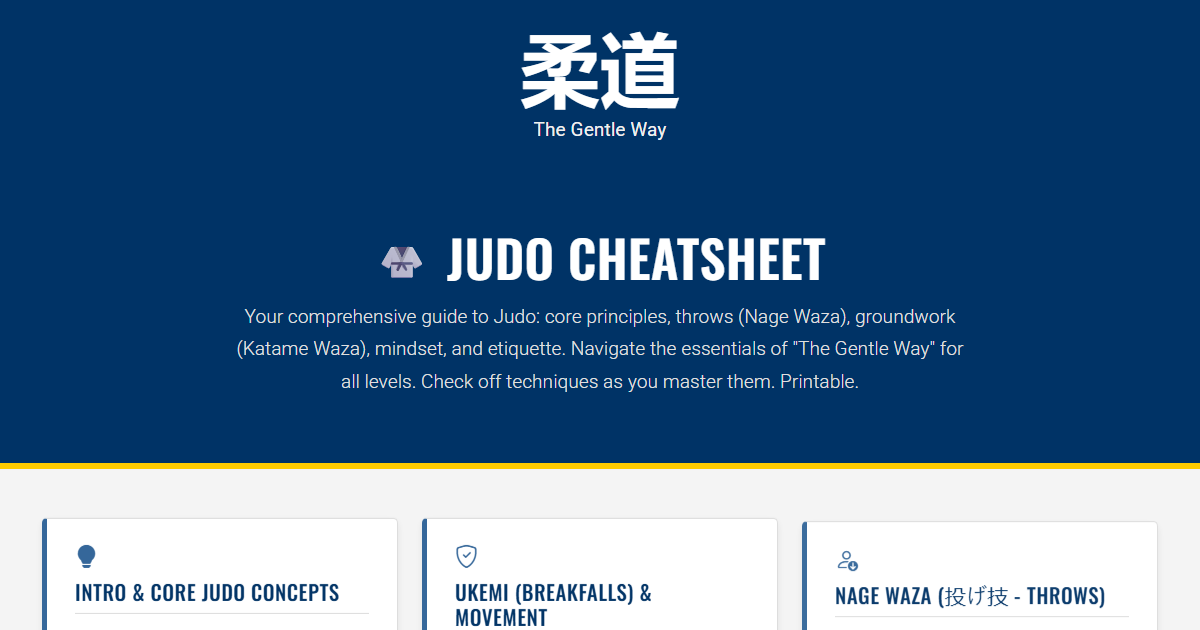 柔道
The Gentle Way
JUDO CHEATSHEET
Your comprehensive guide to Judo: core principles, throws (Nage Waza), groundwork
(Katame Waza), mindset, and etiquette. Navigate the essentials of "The Gentle Way" for
all levels. Check off techniques as you master them. Printable.
INTRO & CORE JUDO CONCEPTS
UKEMI (BREAKFALLS) &
MOVEMENT
NAGE WAZA (投げ技 - THROWS)